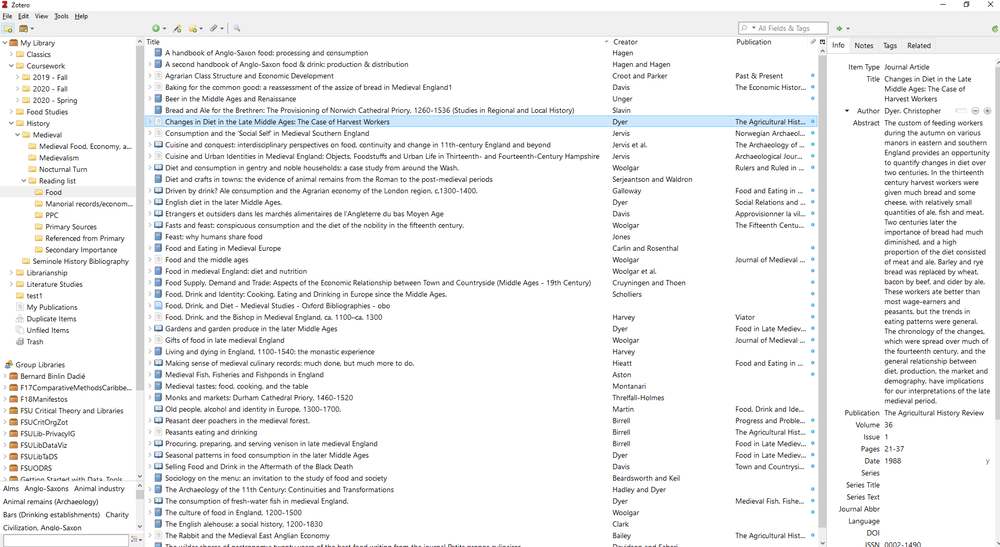 Zotero
File Edit View Tools Help
All Fields & Tags
My Library
Classics
Coursework
2019 - Fall
2020 - Fall
2020 - Spring
Food Studies
History
Medieval
Medieval Food, Economy, a...
Medievalism
Nocturnal Turn
Reading list
Food
Manorial records/econom...
PPC
Primary Sources
Referenced from Primary
Secondary Importance
Seminole History Bibliography
Librarianship
Literature Studies
test1
My Publications
Duplicate Items
Unfiled Items
Trash
Group Libraries
Bernard Binlin Dadié
F17ComparativeMethodsCaribbe...
F18Manifestos
FSU Critical Theory and Libraries
FSUCritOrgZot
FSULib-PrivacyIG
FSULibDataViz
FSULibTaDS
FSUODRS
Getting Started with Data, Tools
Alms Anglo-Saxons Animal industry
Animal remains (Archaeology)
Bars (Drinking establishments) Charity
Civilization, Anglo-Saxon
Title Creator Publication
A handbook of Anglo-Saxon food: processing and consumption Hagen
A second handbook of Anglo-Saxon food & drink: production & distribution Hagen and Hagen
Agrarian Class Structure and Economic Development Croot and Parker Past & Present
Baking for the common good: a reassessment of the assize of bread in Medieval England1 Davis The Economic Histor...
Beer in the Middle Ages and Renaissance Unger
Bread and Ale for the Brethren: The Provisioning of Norwich Cathedral Priory, 1260-1536 (Studies in Regional and Local History) Slavin
Changes in Diet in the Late Middle Ages: The Case of Harvest Workers Dyer The Agricultural Hist...
Consumption and the ‘Social Self’ in Medieval Southern England Jervis Norwegian Archaeol...
Cuisine and conquest: interdisciplinary perspectives on food, continuity and change in 11th-century England and beyond Jervis et al. The Archaeology of ...
Cuisine and Urban Identities in Medieval England: Objects, Foodstuffs and Urban Life in Thirteenth- and Fourteenth-Century Hampshire Jervis Archaeological Jour...
Diet and consumption in gentry and noble households: a case study from around the Wash. Woolgar Rulers and Ruled in ...
Diet and crafts in towns: the evidence of animal remains from the Roman to the post-medieval periods Serjeantson and Waldron
Driven by drink? Ale consumption and the Agrarian economy of the London region, c.1300-1400. Galloway Food and Eating in ...
English diet in the later Middle Ages. Dyer Social Relations and ...
Etrangers et outsiders dans les marchés alimentaires de l’Angleterre du bas Moyen Age Davis Approvisionner la vil...
Fasts and feast: conspicuous consumption and the diet of the nobility in the fifteenth century. Woolgar The Fifteenth Centu...
Feast: why humans share food Jones
Food and Eating in Medieval Europe Carlin and Rosenthal
Food and the middle ages Woolgar Journal of Medieval ...
Food in medieval England: diet and nutrition Woolgar et al.
Food Supply, Demand and Trade: Aspects of the Economic Relationship between Town and Countryside (Middle Ages - 19th Century) Cruyningen and Thoen
Food, Drink and Identity: Cooking, Eating and Drinking in Europe since the Middle Ages. Scholliers
Food, Drink, and Diet - Medieval Studies - Oxford Bibliographies - obo
Food, Drink, and the Bishop in Medieval England, ca. 1100–ca. 1300 Harvey Viator
Gardens and garden produce in the later Middle Ages Dyer Food in Late Mediev...
Gifts of food in late medieval England Woolgar Journal of Medieval ...
Living and dying in England, 1100-1540: the monastic experience Harvey
Making sense of medieval culinary records: much done, but much more to do. Hieatt Food and Eating in ...
Medieval Fish, Fisheries and Fishponds in England Aston
Medieval tastes: food, cooking, and the table Montanari
Monks and markets: Durham Cathedral Priory, 1460-1520 Threlfall-Holmes
Old people, alcohol and identity in Europe, 1300-1700. Martin Food, Drink and Ide...
Peasant deer poachers in the medieval forest. Birrell Progress and Proble...
Peasants eating and drinking Birrell The Agricultural Hist...
Procuring, preparing, and serving venison in late medieval England Birrell Food in Late Mediev...
Seasonal patterns in food consumption in the later Middle Ages Dyer Food in Late Mediev...
Selling Food and Drink in the Aftermath of the Black Death Davis Town and Countrysi...
Sociology on the menu: an invitation to the study of food and society Beardsworth and Keil
The Archaeology of the 11th Century: Continuities and Transformations Hadley and Dyer
The consumption of fresh-water fish in medieval England. Dyer Medieval Fish, Fishe...
The culture of food in England, 1200-1500 Woolgar
The English alehouse: a social history, 1200-1830 Clark
The Rabbit and the Medieval East Anglian Economy Bailey The Agricultural Hist...
The wilder shores of gastronomy: twenty years of the best food writing from the journal Petits propos culinaires Davidson and Saberi
Info Notes Tags Related
Item Type Journal Article
Title Changes in Diet in the Late
Middle Ages: The Case of
Harvest Workers
Author Dyer, Christopher
Abstract The custom of feeding workers
during the autumn on various
manors in eastern and southern
England provides an opportunity
to quantify changes in diet over
two centuries. In the thirteenth
century harvest workers were
given much bread and some
cheese, with relatively small
quantities of ale, fish and meat.
Two centuries later the
importance of bread had much
diminished, and a high
proportion of the diet consisted
of meat and ale. Barley and rye
bread was replaced by wheat,
bacon by beef, and cider by ale.
These workers ate better than
most wage-earners and
peasants, but the trends in
eating patterns were general.
The chronology of the changes,
which were spread over much of
the fourteenth century, and the
general relationship between
diet, production, the market and
demography, have implications
for our interpretations of the late
medieval period.
Publication The Agricultural History Review
Volume 36
Issue 1
Pages 21-37
Date 1988 y
Series
Series Title
Series Text
Journal Abbr
Language
DOI
ISSN 0002-1490